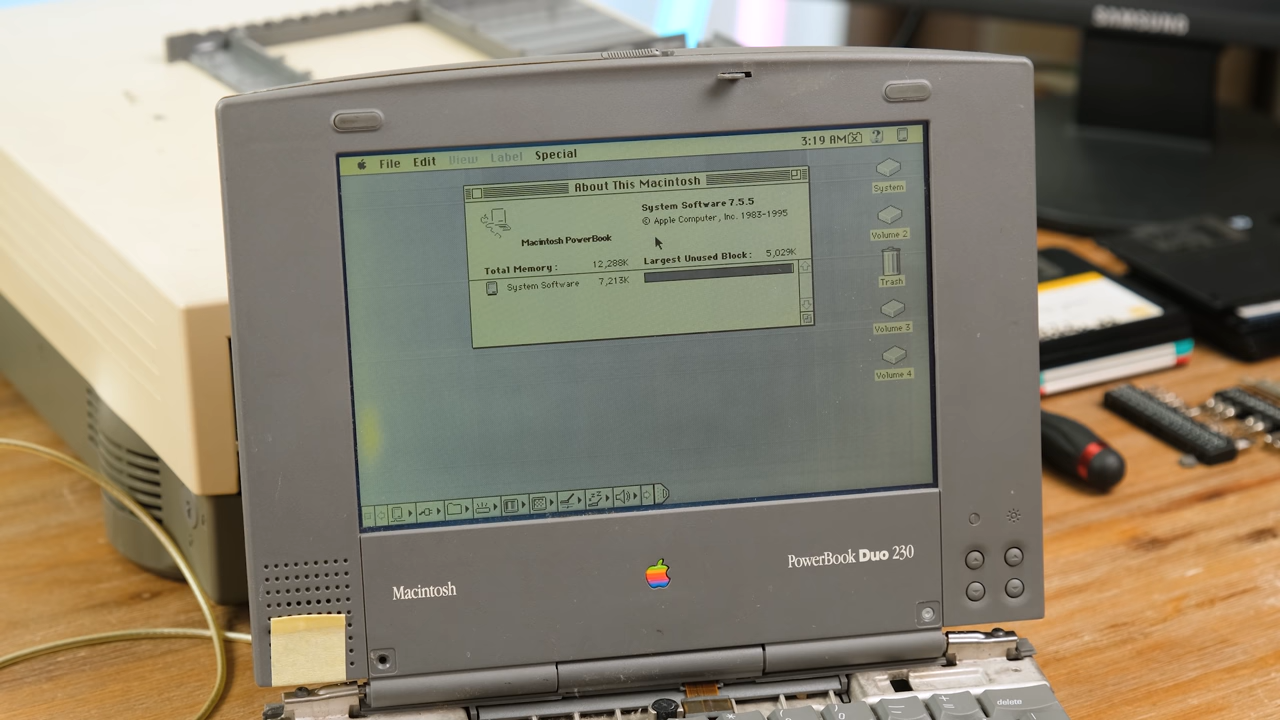 SAMSUNG
File Edit View Label Special 3:19 AM
About This Macintosh
System Software 7.5.5
© Apple Computer, Inc. 1983-1995
Macintosh PowerBook
Total Memory : 12,288K Largest Unused Block : 5,029K
System Software 7,213K
System
Volume 2
Trash
Volume 3
Volume 4
Macintosh
PowerBook Duo 230
delete